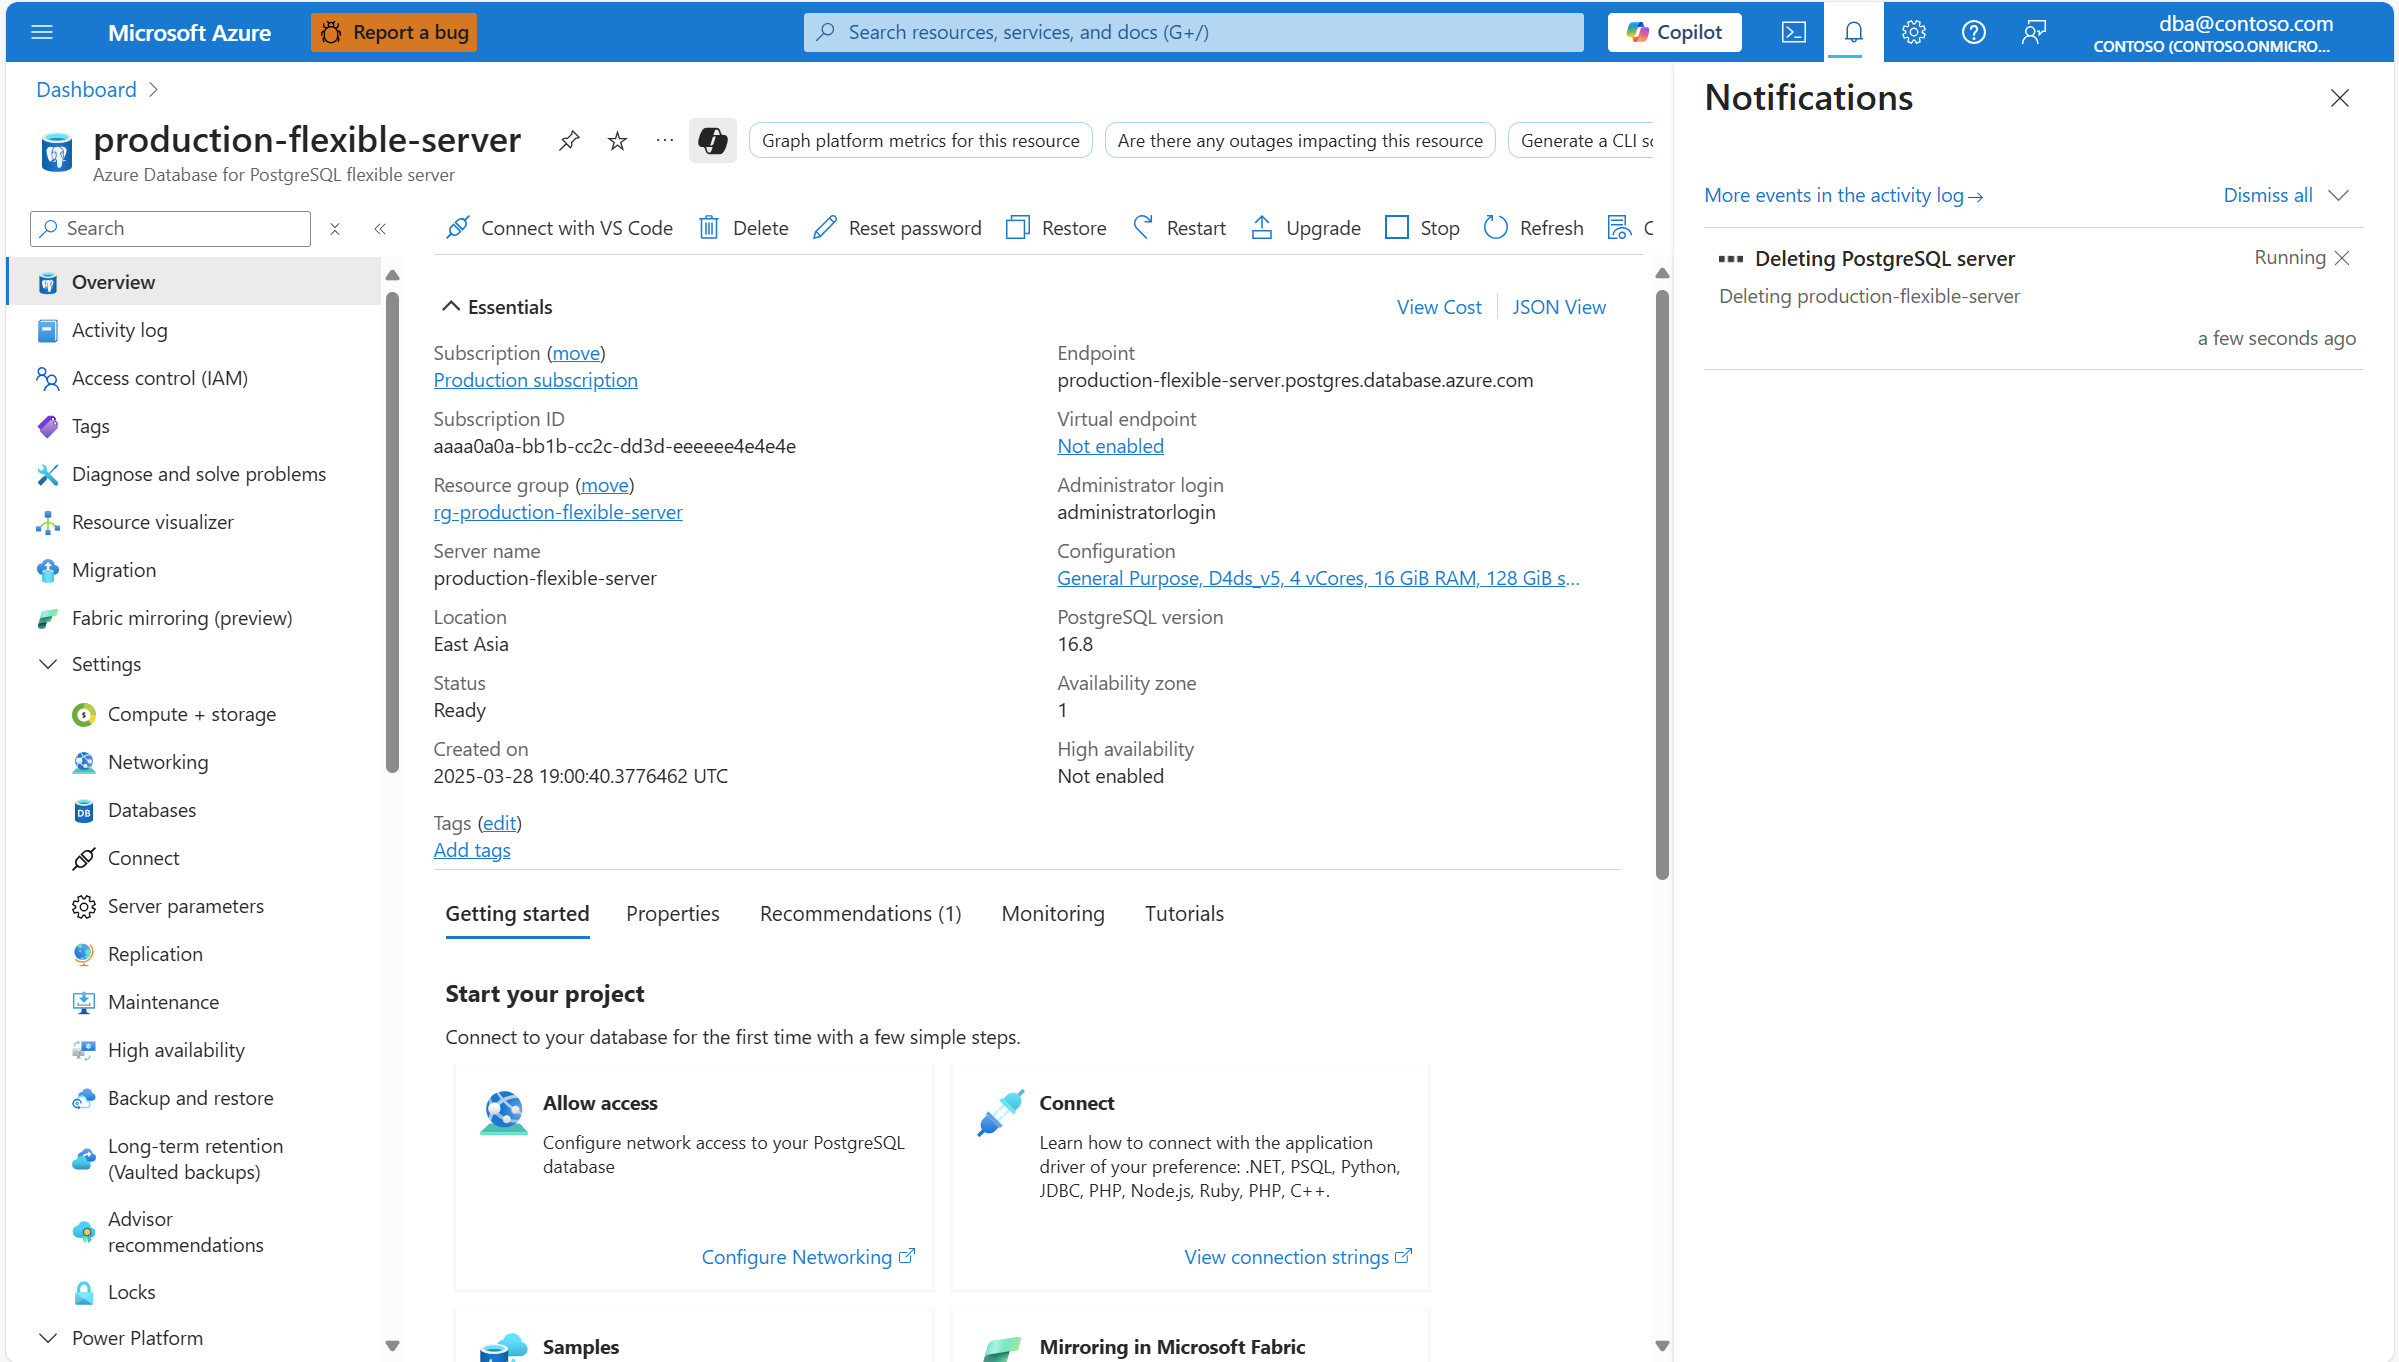 Microsoft Azure
Report a bug
Search resources, services, and docs (G+/)
Copilot
dba@contoso.com
CONTOSO (CONTOSO.ONMICRO...
Dashboard
production-flexible-server
...
Graph platform metrics for this resource
Are there any outages impacting this resource
Generate a CLI sc
Azure Database for PostgreSQL flexible server
Search
Connect with VS Code
Delete
Reset password
Restore
Restart
Upgrade
Stop
Refresh
Overview
Activity log
Access control (IAM)
Tags
Diagnose and solve problems
Resource visualizer
Migration
Fabric mirroring (preview)
Settings
Compute + storage
Networking
Databases
Connect
Server parameters
Replication
Maintenance
High availability
Backup and restore
Long-term retention
(Vaulted backups)
Advisor
recommendations
Locks
Power Platform
Essentials
View Cost
JSON View
Subscription (move)
Production subscription
Subscription ID
aaaa0a0a-bb1b-cc2c-dd3d-eeeeee4e4e4e
Resource group (move)
rg-production-flexible-server
Server name
production-flexible-server
Location
East Asia
Status
Ready
Created on
2025-03-28 19:00:40.3776462 UTC
Tags (edit)
Add tags
Endpoint
production-flexible-server.postgres.database.azure.com
Virtual endpoint
Not enabled
Administrator login
administratorlogin
Configuration
General Purpose, D4ds_v5, 4 vCores, 16 GiB RAM, 128 GiB s...
PostgreSQL version
16.8
Availability zone
1
High availability
Not enabled
Getting started
Properties
Recommendations (1)
Monitoring
Tutorials
Start your project
Connect to your database for the first time with a few simple steps.
Allow access
Configure network access to your PostgreSQL
database
Configure Networking
Connect
Learn how to connect with the application
driver of your preference: .NET, PSQL, Python,
JDBC, PHP, Node.js, Ruby, PHP, C++.
View connection strings
Samples
Mirroring in Microsoft Fabric
Notifications
More events in the activity log→
Dismiss all
Deleting PostgreSQL server
Running
Deleting production-flexible-server
a few seconds ago